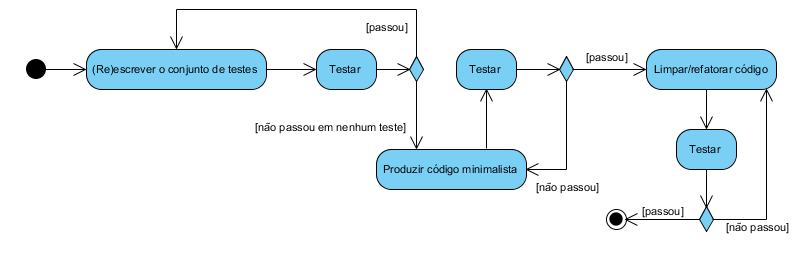 [passou]
(Re)escrever o conjunto de testes
Testar
[não passou em nenhum teste]
Produzir código minimalista
Testar
[passou]
[não passou]
Limpar/refatorar código
Testar
[passou]
[não passou]